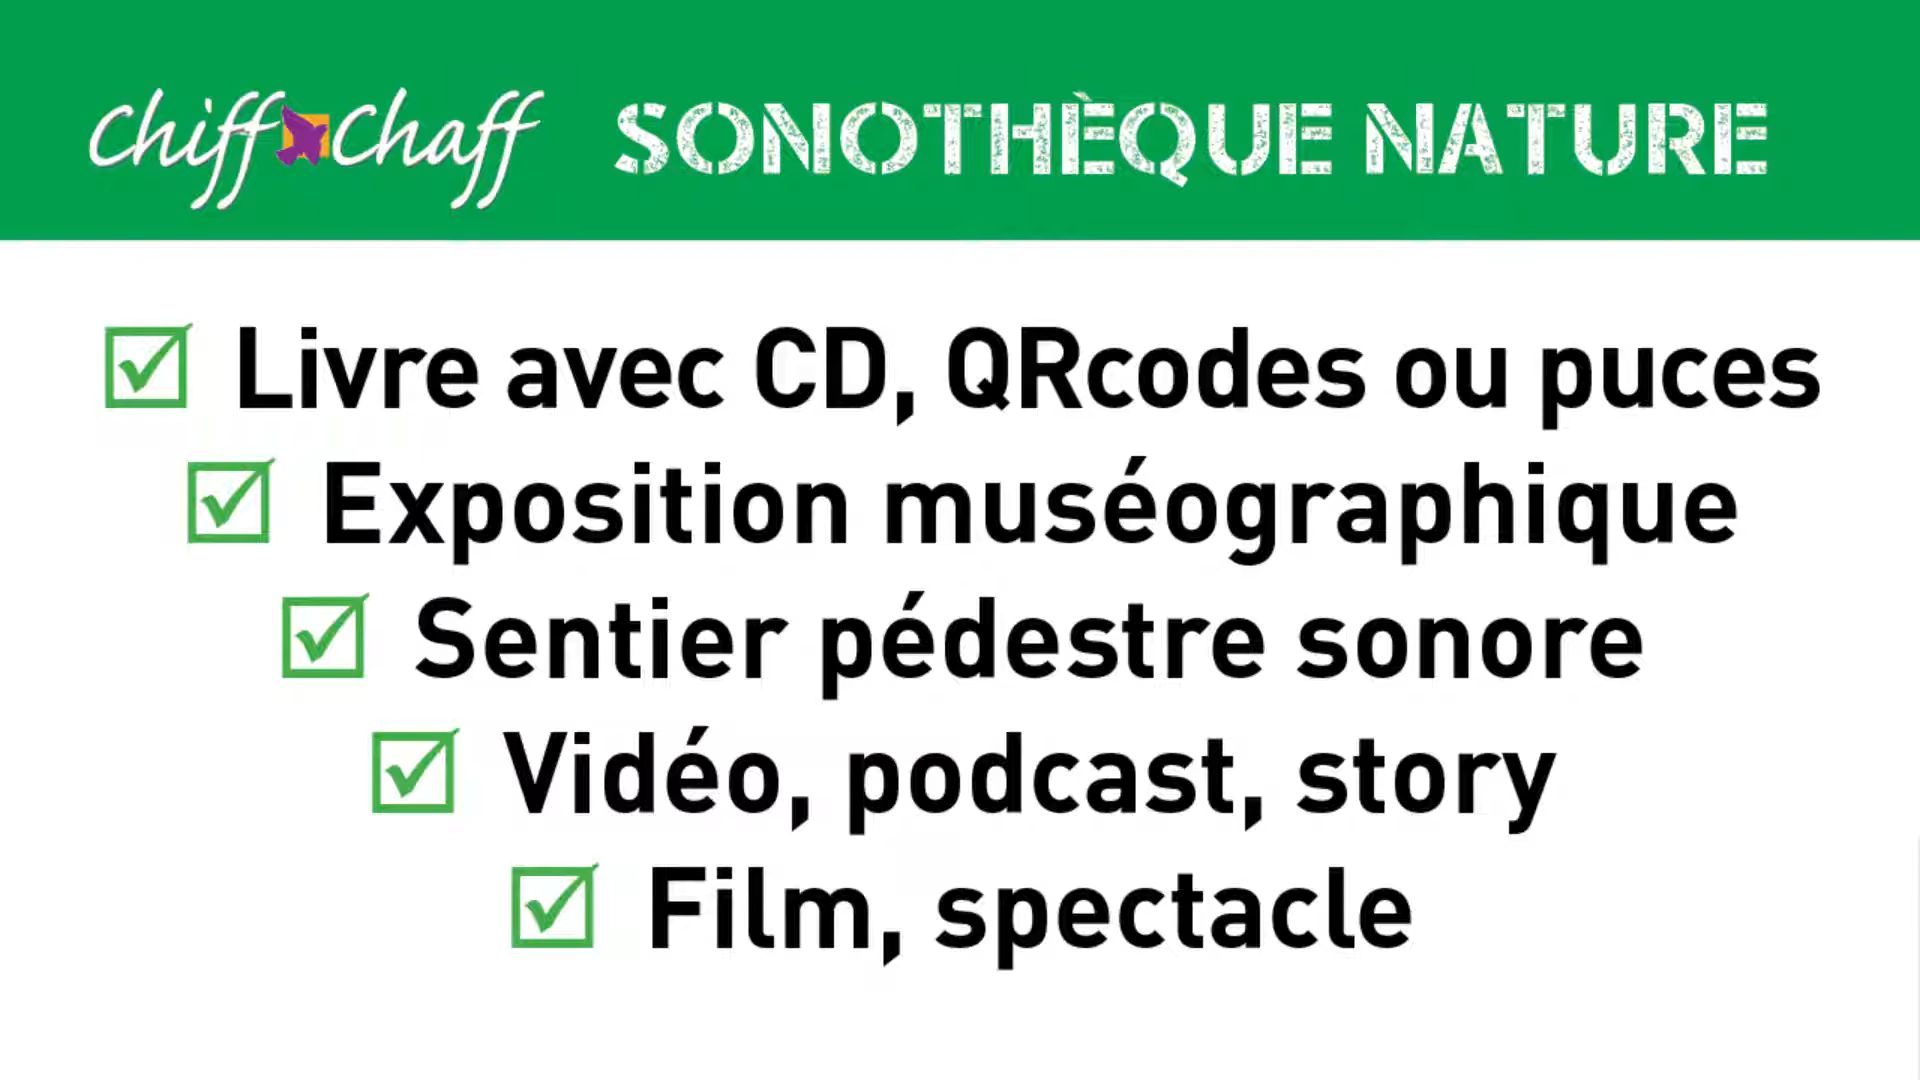 Chiff Chaff SONOTHÈQUE NATURE
Livre avec CD, QRcodes ou puces
Exposition muséographique
Sentier pédestre sonore
Vidéo, podcast, story
Film, spectacle